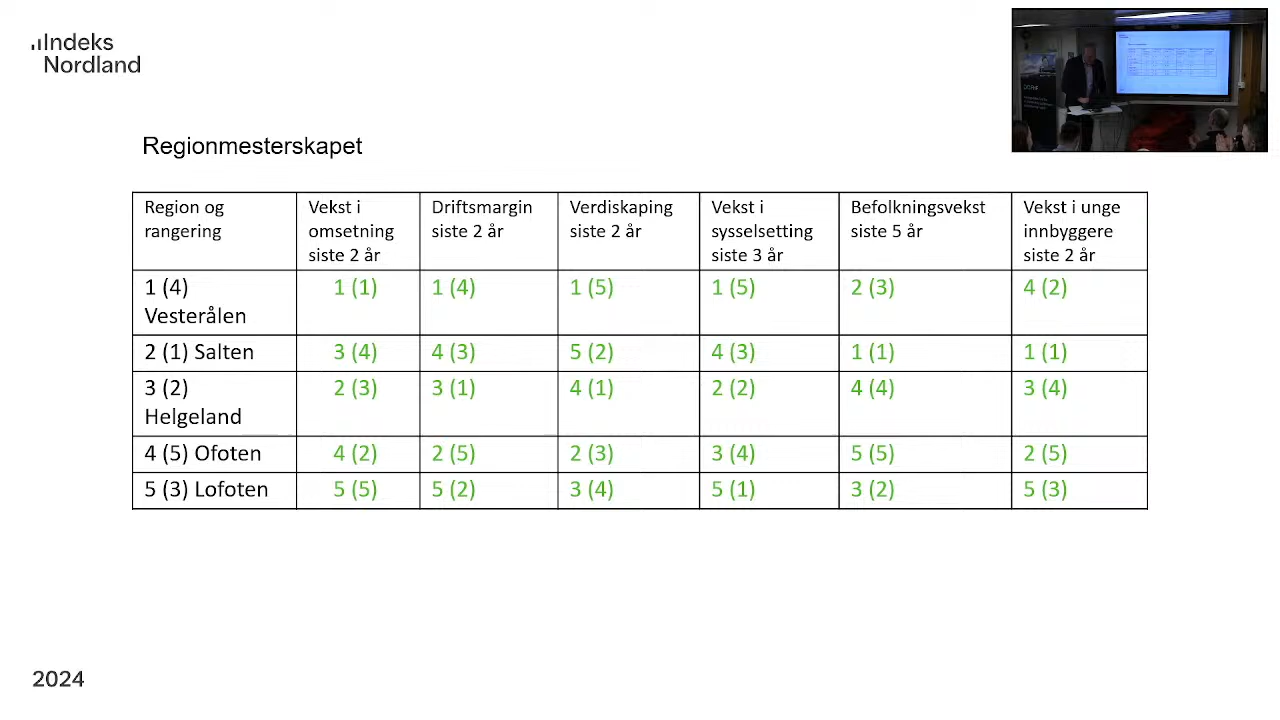 Indeks
Nordland
Regionmesterskapet
Region og
rangering
Vekst i
omsetning
siste 2 år
Driftsmargin
siste 2 år
Verdiskaping
siste 2 år
Vekst i
sysselsetting
siste 3 år
Befolkningsvekst
siste 5 år
Vekst i unge
innbyggere
siste 2 år
1 (4)
Vesterålen
1 (1)
1 (4)
1 (5)
1 (5)
2 (3)
4 (2)
2 (1) Salten
3 (4)
4 (3)
5 (2)
4 (3)
1 (1)
1 (1)
3 (2)
Helgeland
2 (3)
3 (1)
4 (1)
2 (2)
4 (4)
3 (4)
4 (5) Ofoten
4 (2)
2 (5)
2 (3)
3 (4)
5 (5)
2 (5)
5 (3) Lofoten
5 (5)
5 (2)
3 (4)
5 (1)
3 (2)
5 (3)
2024